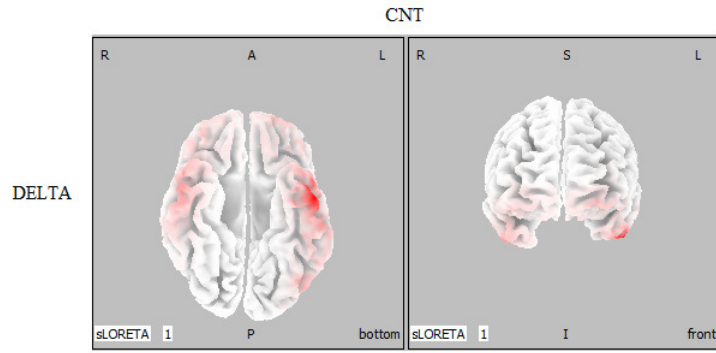 CNT
R A L R S L
DELTA
sLORETA 1 P bottom sLORETA 1 I front